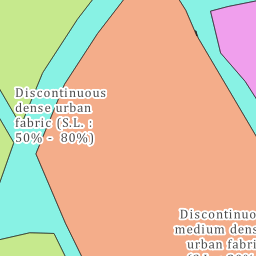 Discontinuous
dense urban
fabric (S.L. :
50% - 80%)
Discontinuo
medium dens
urban fabri